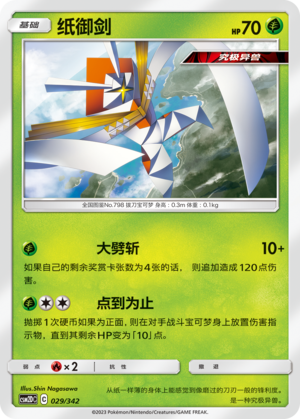 基础
纸御剑
HP70
究极异兽
全国图鉴No.798 拔刀宝可梦 身高：0.3m 体重：0.1kg
大劈斩 10+
如果自己的剩余奖赏卡张数为4张的话，则追加造成120点伤害。
点到为止
抛掷1次硬币如果为正面，则在对手战斗宝可梦身上放置伤害指示物，直到其剩余HP变为「10」点。
弱点 ×2 抗性 撤退
Illus.Shin Nagasawa
CSM2DC C 029/342
从纸一样薄的身体上能感觉到像砥过的刀刃一般的锋利度。
是一种究极异兽。
©2023 Pokémon/Nintendo/Creatures/GAME FREAK.